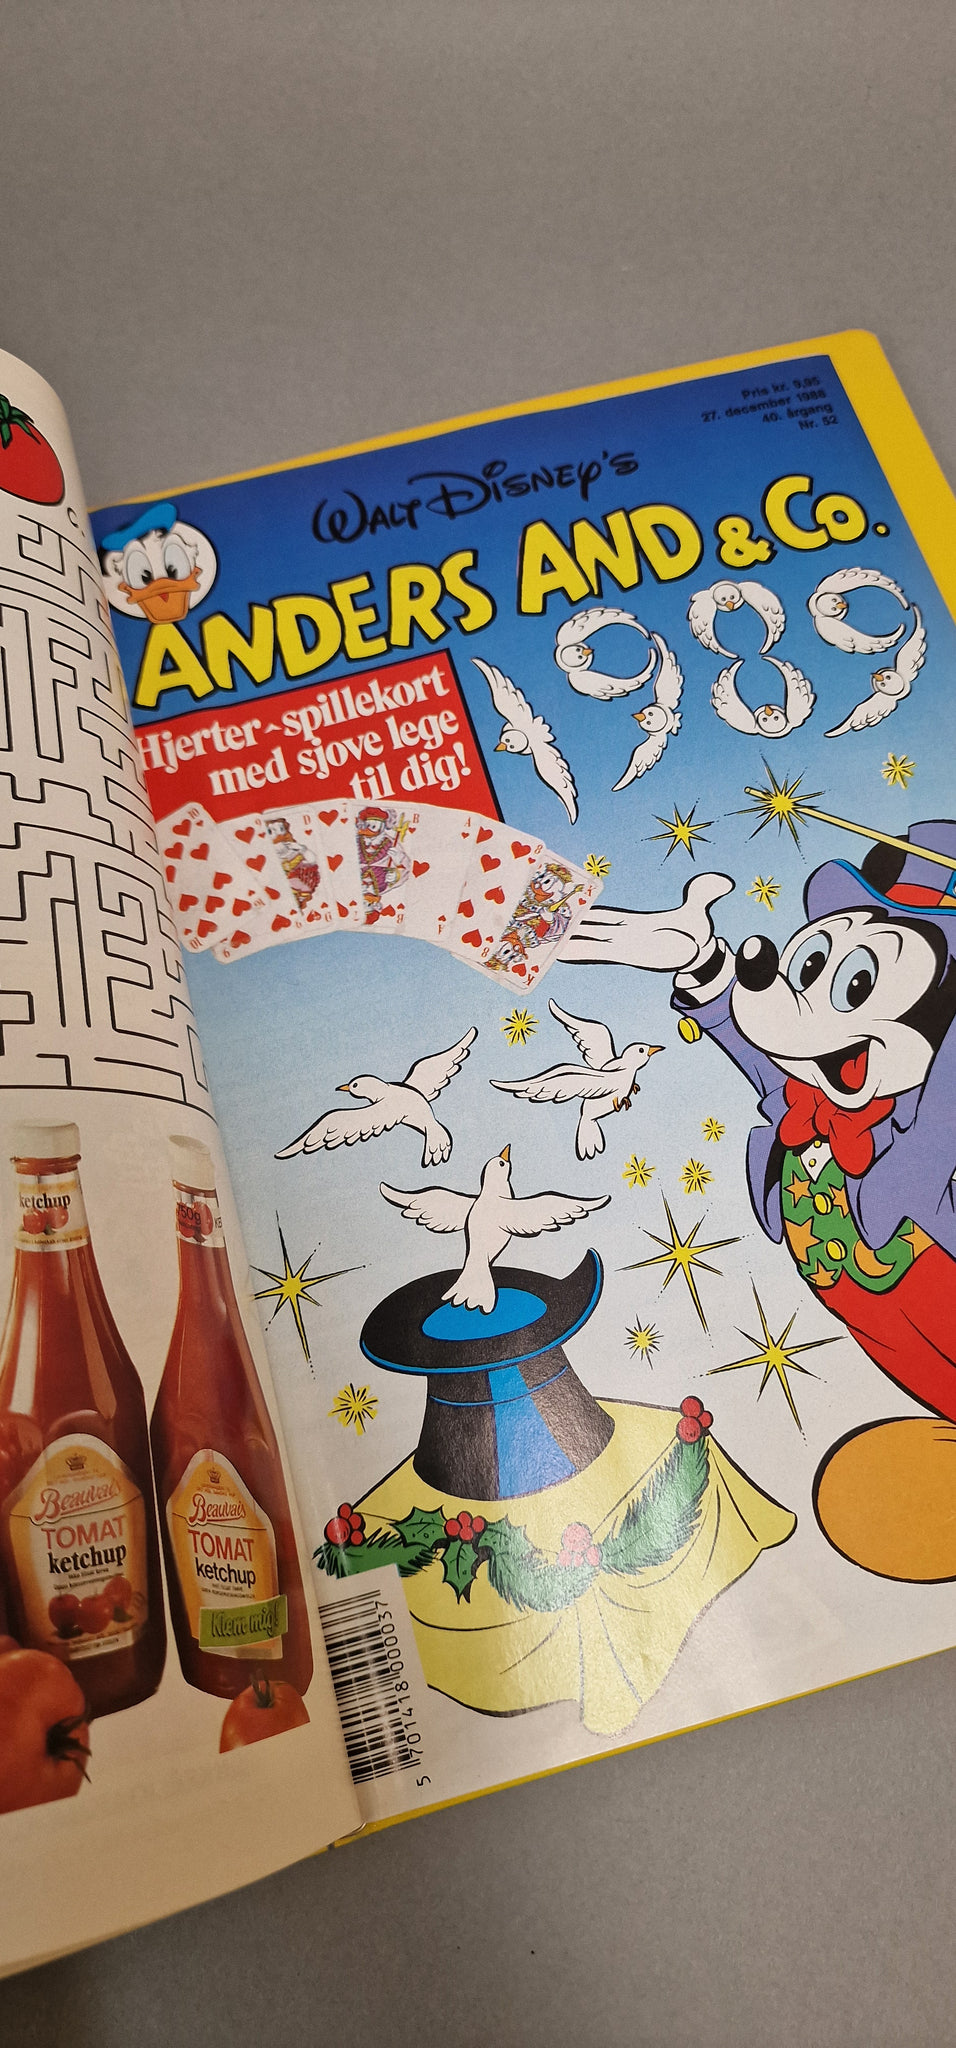 Pris kr. 9,95
27. december 1988
40. årgang
Nr. 52
WALT DISNEY'S
ANDERS AND & Co.
1989
Hjerter-spillekort
med sjove lege
til dig!
ketchup
Beauvais
TOMAT
ketchup
750g
Beauvais
TOMAT
ketchup
Klem mig!
5 701418 000037